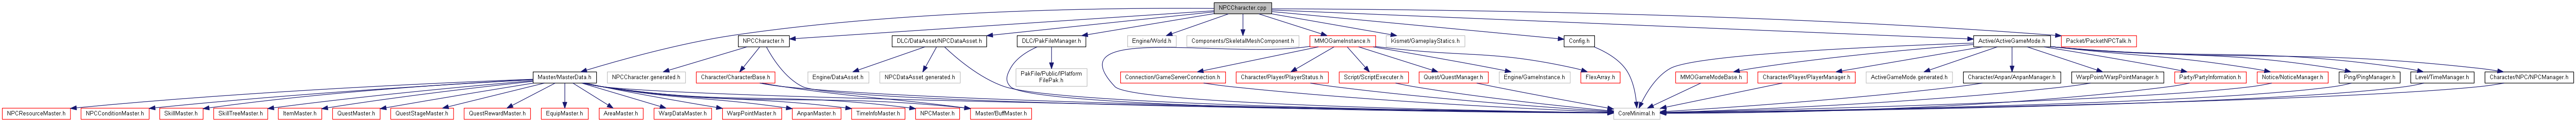 NPCCharacter.cpp
NPCCharacter.h
DLC/DataAsset/NPCDataAsset.h
DLC/PakFileManager.h
Engine/World.h
Components/SkeletalMeshComponent.h
MMOGameInstance.h
Kismet/GameplayStatics.h
Config.h
Active/ActiveGameMode.h
Packet/PacketNPCTalk.h
Master/MasterData.h
NPCCharacter.generated.h
Character/CharacterBase.h
Engine/DataAsset.h
NPCDataAsset.generated.h
PakFile/Public/IPlatform
FilePak.h
Connection/GameServerConnection.h
Character/Player/PlayerStatus.h
Script/ScriptExecuter.h
Quest/QuestManager.h
Engine/GameInstance.h
FlexArray.h
MMOGameModeBase.h
Character/Player/PlayerManager.h
ActiveGameMode.generated.h
Character/Anpan/AnpanManager.h
WarpPoint/WarpPointManager.h
Party/PartyInformation.h
Notice/NoticeManager.h
Ping/PingManager.h
Level/TimeManager.h
Character/NPC/NPCManager.h
NPCResourceMaster.h
NPCConditionMaster.h
SkillMaster.h
SkillTreeMaster.h
ItemMaster.h
QuestMaster.h
QuestStageMaster.h
QuestRewardMaster.h
EquipMaster.h
AreaMaster.h
WarpDataMaster.h
WarpPointMaster.h
AnpanMaster.h
TimeInfoMaster.h
NPCMaster.h
Master/BuffMaster.h
CoreMinimal.h